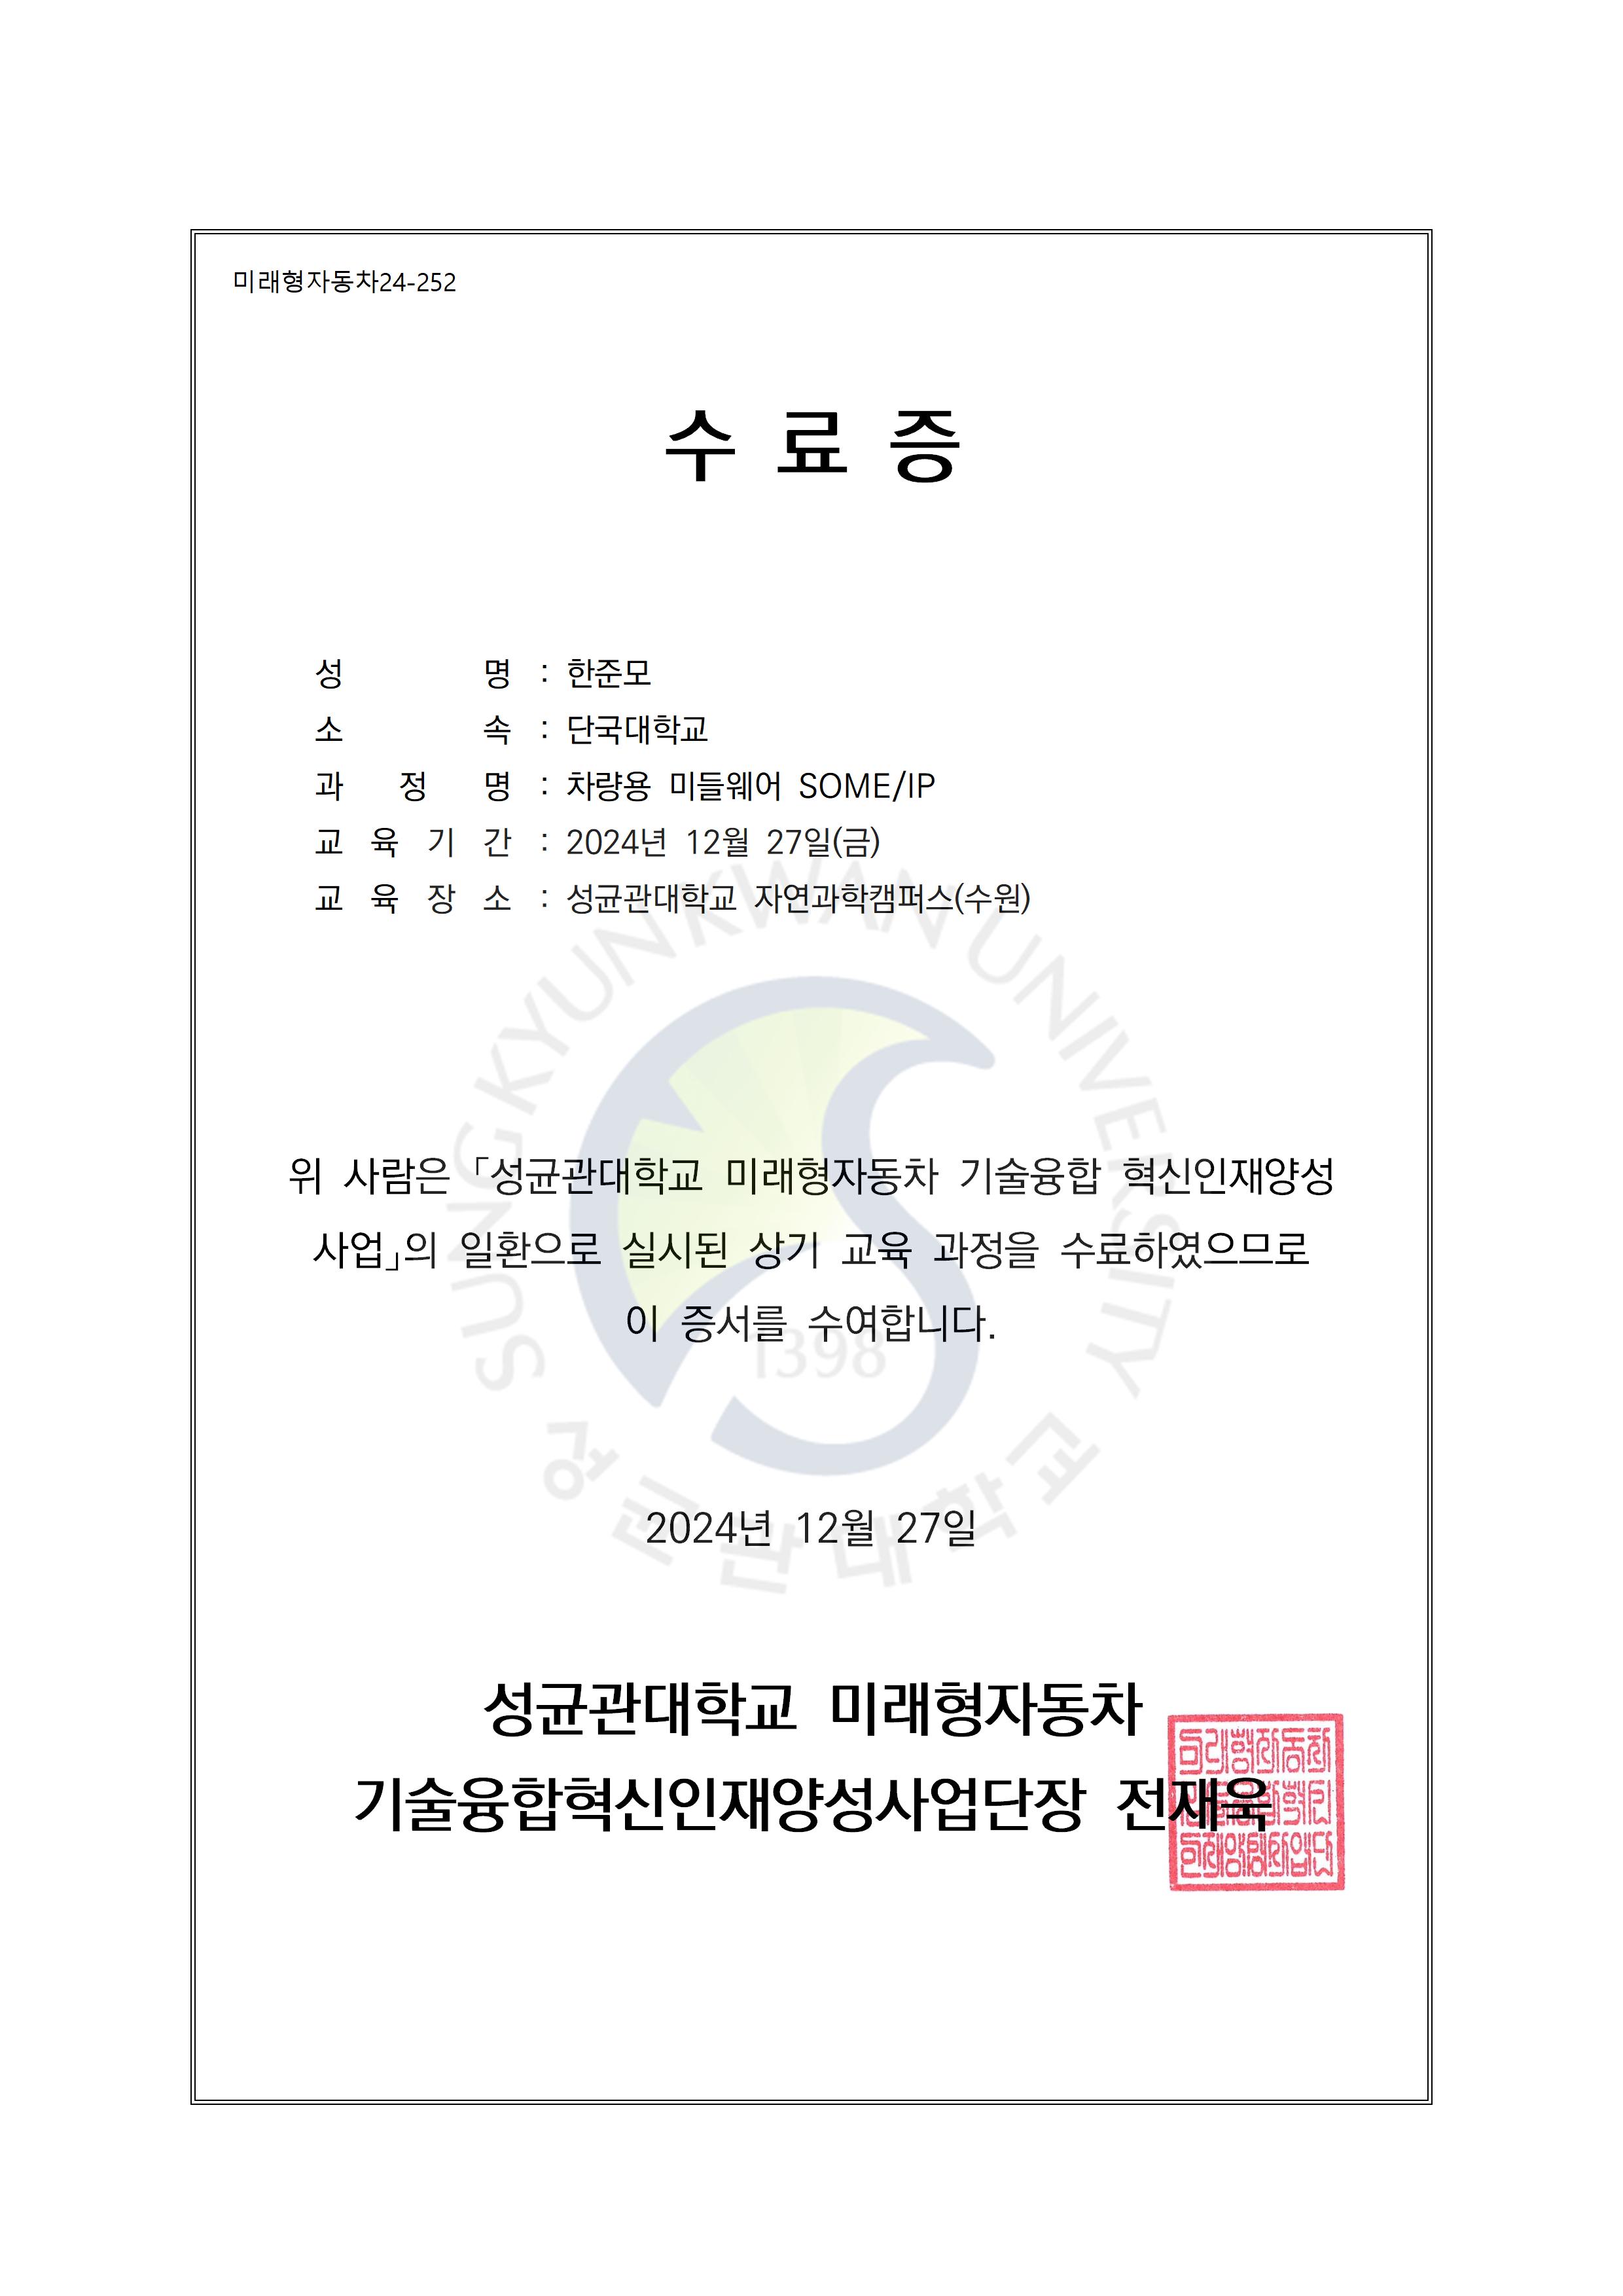 미래형자동차24-252
수 료 증
성 명 : 한준모
소 속 : 단국대학교
과 정 명 : 차량용 미들웨어 SOME/IP
교 육 기 간 : 2024년 12월 27일(금)
교 육 장 소 : 성균관대학교 자연과학캠퍼스(수원)
SUNGKYUNKWAN UNIVERSITY
위 사람은 「성균관대학교 미래형자동차 기술융합 혁신인재양성
사업」의 일환으로 실시된 상기 교육 과정을 수료하였으므로
이 증서를 수여합니다.
1398
성균관대학교
2024년 12월 27일
성균관대학교 미래형자동차
기술융합혁신인재양성사업단장 전재욱